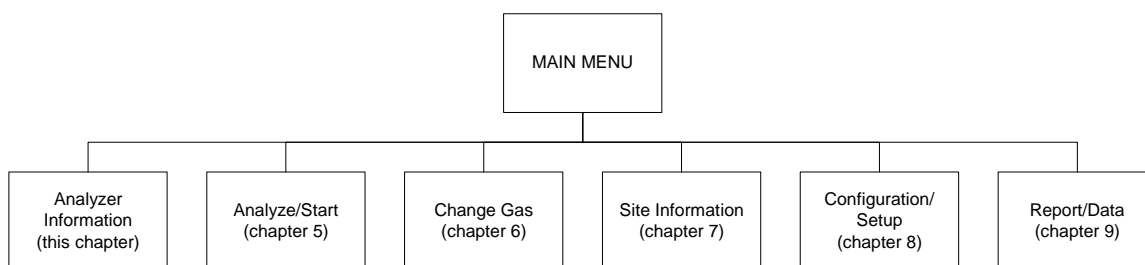 MAIN MENU
Analyzer
Information
(this chapter)
Analyze/Start
(chapter 5)
Change Gas
(chapter 6)
Site Information
(chapter 7)
Configuration/
Setup
(chapter 8)
Report/Data
(chapter 9)